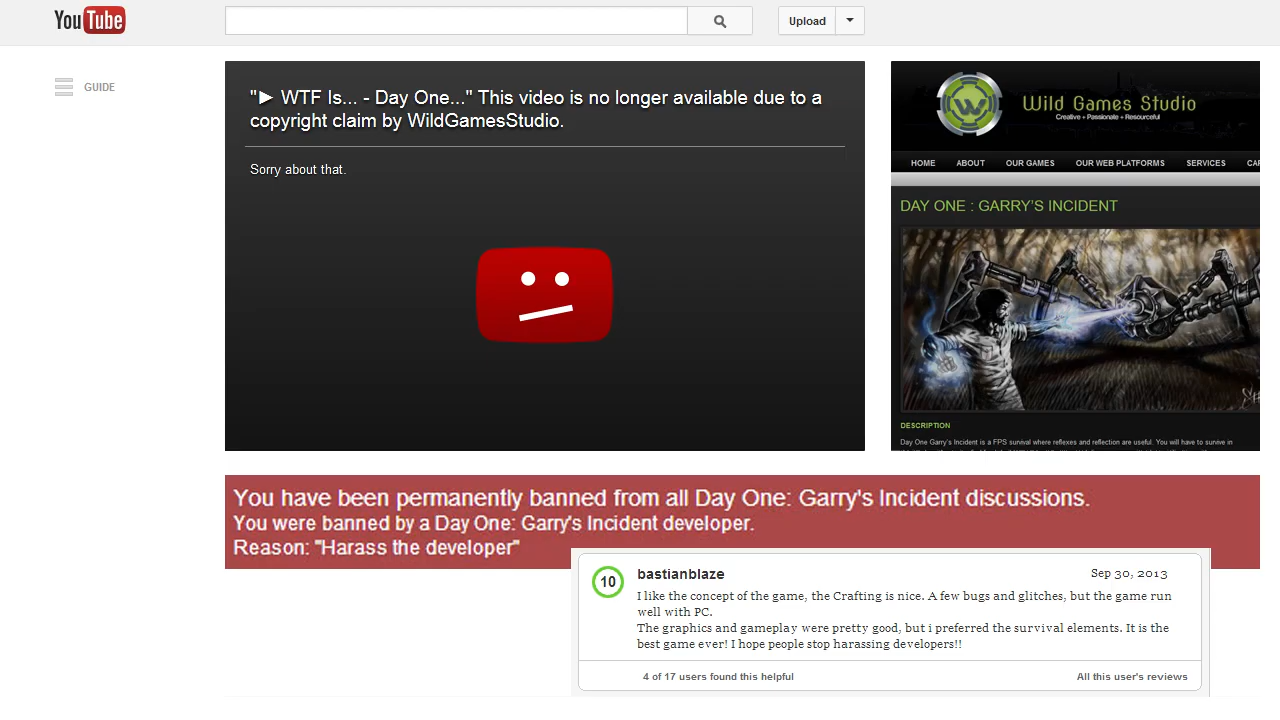 YouTube
Upload
GUIDE
"► WTF Is... - Day One..." This video is no longer available due to a
copyright claim by WildGamesStudio.
Sorry about that.
W
Wild Games Studio
Creative • Passionate • Resourceful
HOME ABOUT OUR GAMES OUR WEB PLATFORMS SERVICES CAR
DAY ONE : GARRY'S INCIDENT
DESCRIPTION
Day One Garry's Incident is a FPS survival where reflexes and reflection are useful. You will have to survive in
You have been permanently banned from all Day One: Garry's Incident discussions.
You were banned by a Day One: Garry's Incident developer.
Reason: "Harass the developer"
10
bastianblaze
Sep 30, 2013
I like the concept of the game, the Crafting is nice. A few bugs and glitches, but the game run
well with PC.
The graphics and gameplay were pretty good, but i preferred the survival elements. It is the
best game ever! I hope people stop harassing developers!!
4 of 17 users found this helpful
All this user's reviews